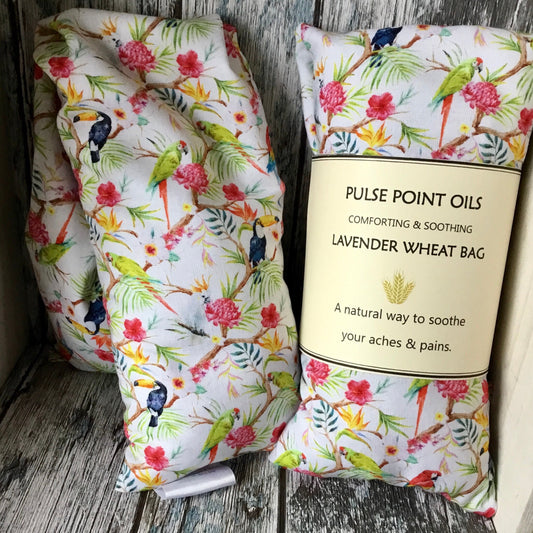 PULSE POINT OILS
COMFORTING & SOOTHING
LAVENDER WHEAT BAG
A natural way to soothe
your aches & pains.